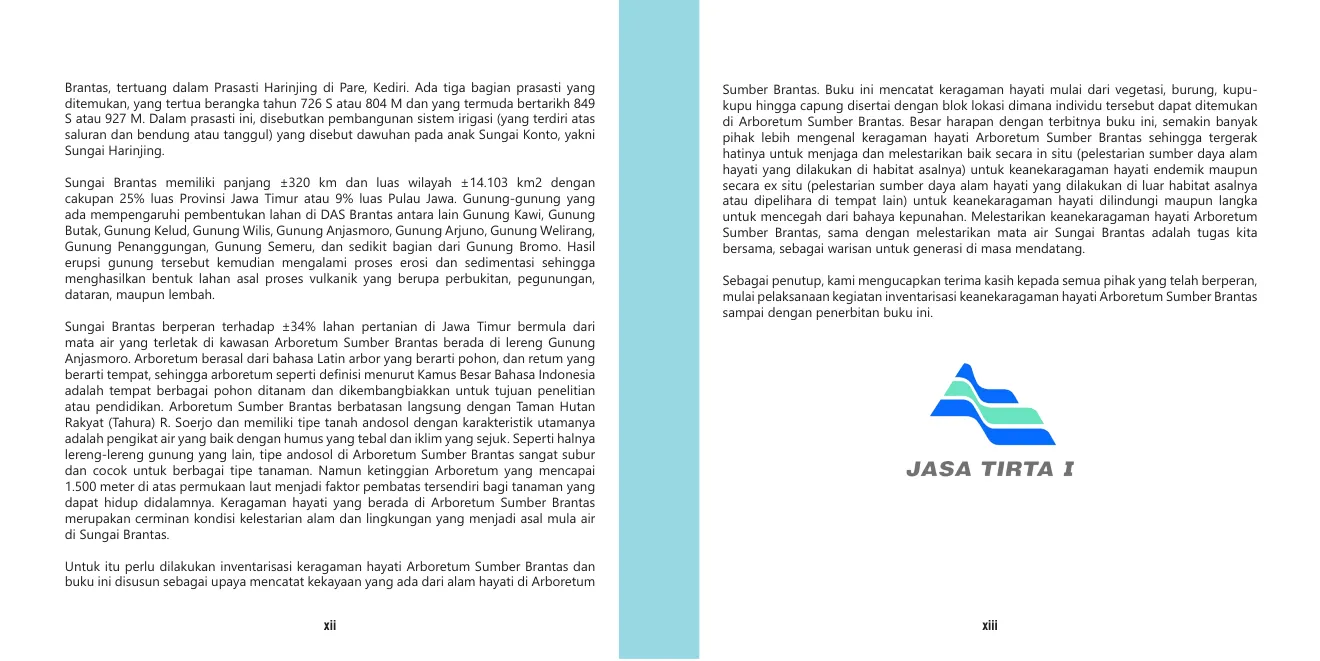 Brantas, tertuang dalam Prasasti Harinjing di Pare, Kediri. Ada tiga bagian prasasti yang
ditemukan, yang tertua berangka tahun 726 S atau 804 M dan yang termuda bertarikh 849
S atau 927 M. Dalam prasasti ini, disebutkan pembangunan sistem irigasi (yang terdiri atas
saluran dan bendung atau tanggul) yang disebut dawuhan pada anak Sungai Konto, yakni
Sungai Harinjing.
Sungai Brantas memiliki panjang ±320 km dan luas wilayah ±14.103 km2 dengan
cakupan 25% luas Provinsi Jawa Timur atau 9% luas Pulau Jawa. Gunung-gunung yang
ada mempengaruhi pembentukan lahan di DAS Brantas antara lain Gunung Kawi, Gunung
Butak, Gunung Kelud, Gunung Wilis, Gunung Anjasmoro, Gunung Arjuno, Gunung Welirang,
Gunung Penanggungan, Gunung Semeru, dan sedikit bagian dari Gunung Bromo. Hasil
erupsi gunung tersebut kemudian mengalami proses erosi dan sedimentasi sehingga
menghasilkan bentuk lahan asal proses vulkanik yang berupa perbukitan, pegunungan,
dataran, maupun lembah.
Sungai Brantas berperan terhadap ±34% lahan pertanian di Jawa Timur bermula dari
mata air yang terletak di kawasan Arboretum Sumber Brantas berada di lereng Gunung
Anjasmoro. Arboretum berasal dari bahasa Latin arbor yang berarti pohon, dan retum yang
berarti tempat, sehingga arboretum seperti definisi menurut Kamus Besar Bahasa Indonesia
adalah tempat berbagai pohon ditanam dan dikembangbiakkan untuk tujuan penelitian
atau pendidikan. Arboretum Sumber Brantas berbatasan langsung dengan Taman Hutan
Rakyat (Tahura) R. Soerjo dan memiliki tipe tanah andosol dengan karakteristik utamanya
adalah pengikat air yang baik dengan humus yang tebal dan iklim yang sejuk. Seperti halnya
lereng-lereng gunung yang lain, tipe andosol di Arboretum Sumber Brantas sangat subur
dan cocok untuk berbagai tipe tanaman. Namun ketinggian Arboretum yang mencapai
1.500 meter di atas permukaan laut menjadi faktor pembatas tersendiri bagi tanaman yang
dapat hidup didalamnya. Keragaman hayati yang berada di Arboretum Sumber Brantas
merupakan cerminan kondisi kelestarian alam dan lingkungan yang menjadi asal mula air
di Sungai Brantas.
Untuk itu perlu dilakukan inventarisasi keragaman hayati Arboretum Sumber Brantas dan
buku ini disusun sebagai upaya mencatat kekayaan yang ada dari alam hayati di Arboretum
xii
Sumber Brantas. Buku ini mencatat keragaman hayati mulai dari vegetasi, burung, kupu-
kupu hingga capung disertai dengan blok lokasi dimana individu tersebut dapat ditemukan
di Arboretum Sumber Brantas. Besar harapan dengan terbitnya buku ini, semakin banyak
pihak lebih mengenal keragaman hayati Arboretum Sumber Brantas sehingga tergerak
hatinya untuk menjaga dan melestarikan baik secara in situ (pelestarian sumber daya alam
hayati yang dilakukan di habitat asalnya) untuk keanekaragaman hayati endemik maupun
secara ex situ (pelestarian sumber daya alam hayati yang dilakukan di luar habitat asalnya
atau dipelihara di tempat lain) untuk keanekaragaman hayati dilindungi maupun langka
untuk mencegah dari bahaya kepunahan. Melestarikan keanekaragaman hayati Arboretum
Sumber Brantas, sama dengan melestarikan mata air Sungai Brantas adalah tugas kita
bersama, sebagai warisan untuk generasi di masa mendatang.
Sebagai penutup, kami mengucapkan terima kasih kepada semua pihak yang telah berperan,
mulai pelaksanaan kegiatan inventarisasi keanekaragaman hayati Arboretum Sumber Brantas
sampai dengan penerbitan buku ini.
JASA TIRTA I
xiii